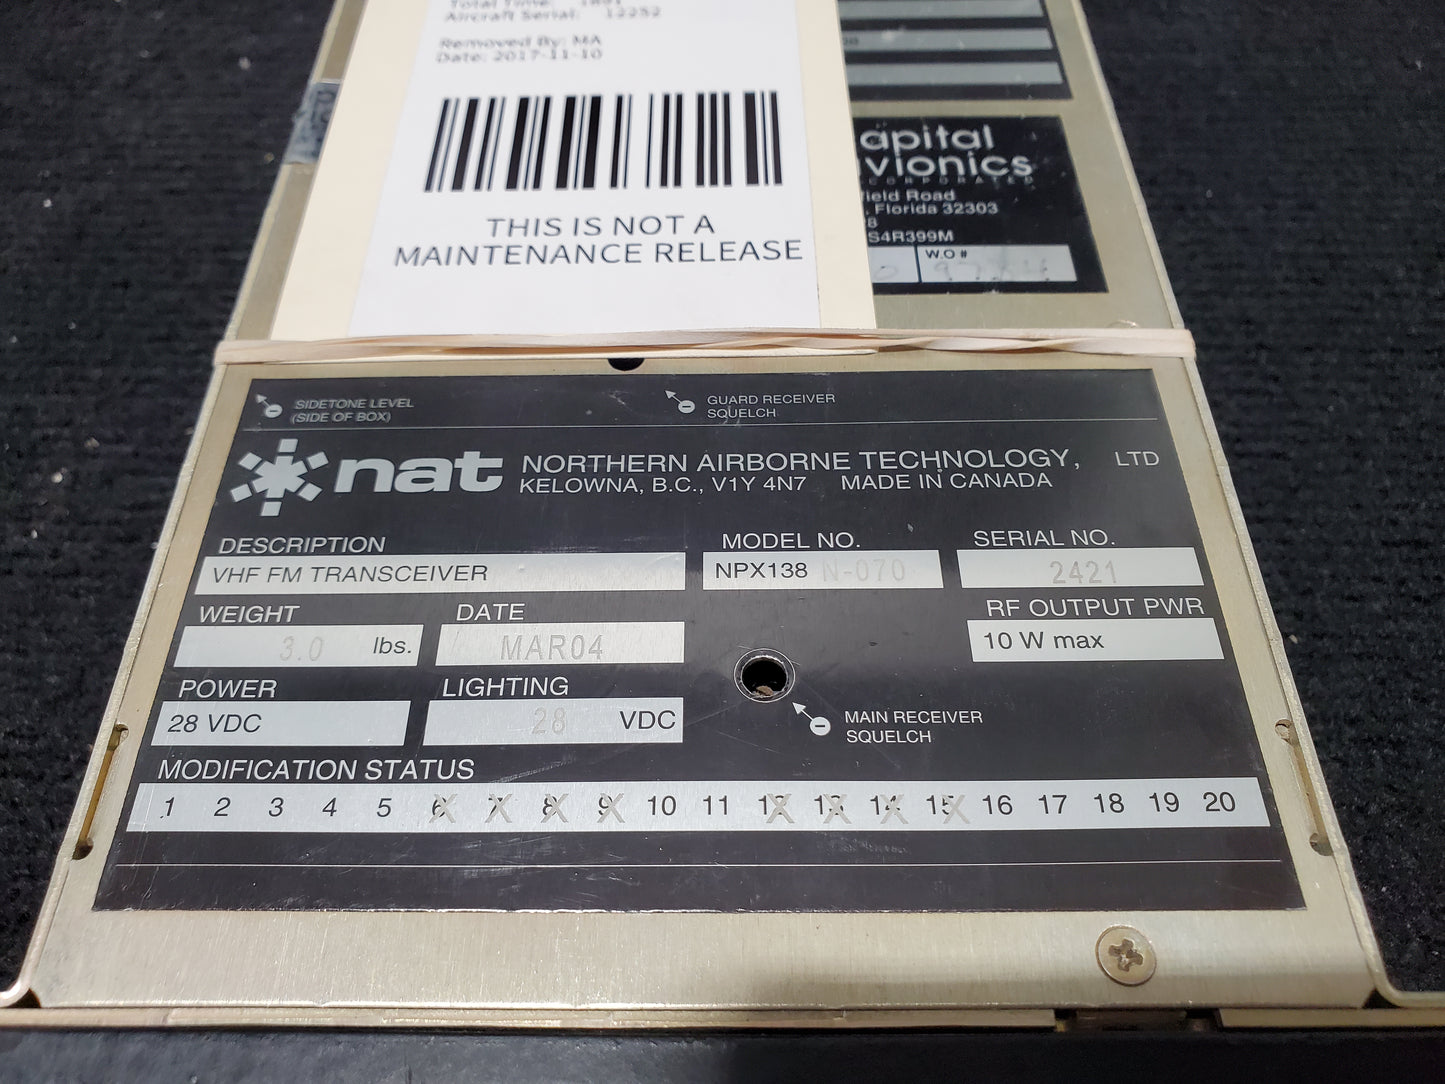 Total Time: 1891
Aircraft Serial: 12252
Removed By: MA
Date: 2017-11-10
THIS IS NOT A
MAINTENANCE RELEASE
apital
vionics
CORPORATED
field Road
, Florida 32303
8
S4R399M
W.O #
SIDETONE LEVEL
(SIDE OF BOX)
GUARD RECEIVER
SQUELCH
nat
NORTHERN AIRBORNE TECHNOLOGY, LTD
KELOWNA, B.C., V1Y 4N7 MADE IN CANADA
DESCRIPTION
VHF FM TRANSCEIVER
MODEL NO.
NPX138 N-070
SERIAL NO.
2421
WEIGHT
3.0 lbs.
DATE
MAR04
RF OUTPUT PWR
10 W max
POWER
28 VDC
LIGHTING
28 VDC
MAIN RECEIVER
SQUELCH
MODIFICATION STATUS
1 2 3 4 5 6 7 8 9 10 11 12 13 14 15 16 17 18 19 20